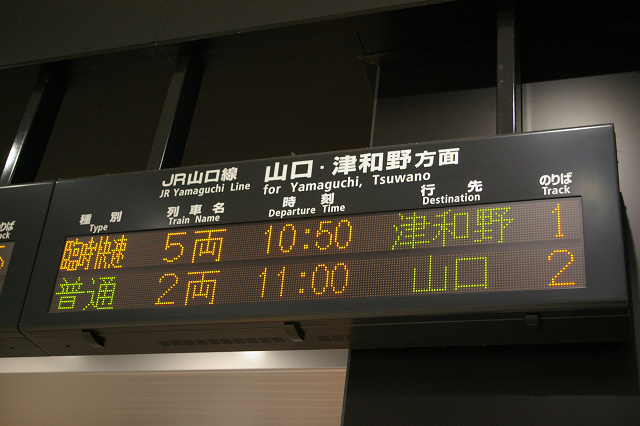 JR山口線 山口・津和野方面
JR Yamaguchi Line for Yamaguchi, Tsuwano
種別 列車名 時刻 行先 のりば
Type Train Name Departure Time Destination Track
臨時快速 5両 10:50 津和野 1
普通 2両 11:00 山口 2
りば